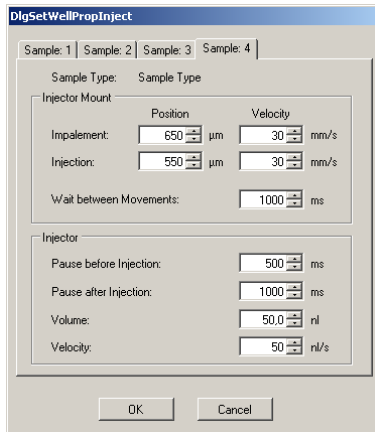 DlgSetWellPropInject
Sample: 1 Sample: 2 Sample: 3 Sample: 4
Sample Type: Sample Type
Injector Mount
Position Velocity
Impalement: 650 µm 30 mm/s
Injection: 550 µm 30 mm/s
Wait between Movements: 1000 ms
Injector
Pause before Injection: 500 ms
Pause after Injection: 1000 ms
Volume: 50,0 nl
Velocity: 50 nl/s
OK Cancel